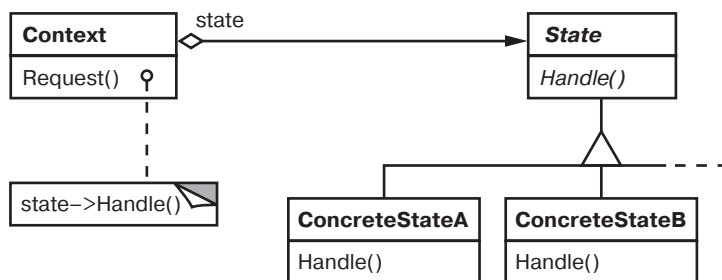 state
Context
State
Request()
Handle()
state–>Handle()
ConcreteStateA
ConcreteStateB
Handle()
Handle()